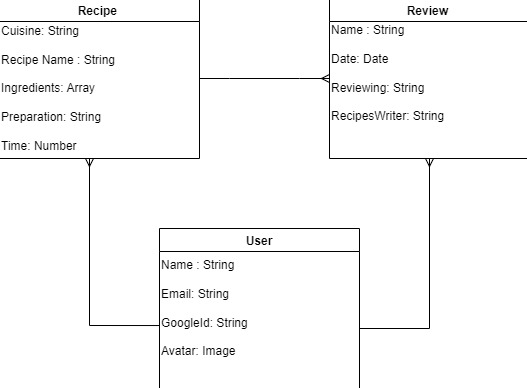 Recipe
Cuisine: String
Recipe Name : String
Ingredients: Array
Preparation: String
Time: Number
Review
Name : String
Date: Date
Reviewing: String
RecipesWriter: String
User
Name : String
Email: String
GoogleId: String
Avatar: Image